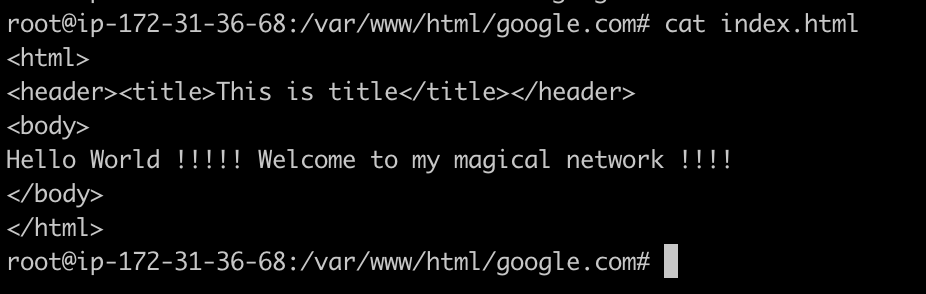 root@ip-172-31-36-68:/var/www/html/google.com# cat index.html
<html>
<header><title>This is title</title></header>
<body>
Hello World !!!!! Welcome to my magical network !!!!
</body>
</html>
root@ip-172-31-36-68:/var/www/html/google.com#